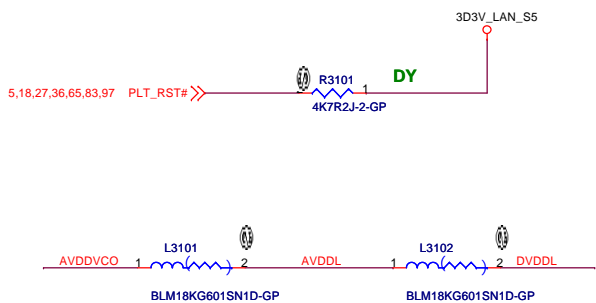 3D3V_LAN_S5
R3101
DY
5,18,27,36,65,83,97 PLT_RST#
1
4K7R2J-2-GP
L3101
L3102
AVDDVCO 1 2 AVDDL 1 2 DVDDL
BLM18KG601SN1D-GP BLM18KG601SN1D-GP